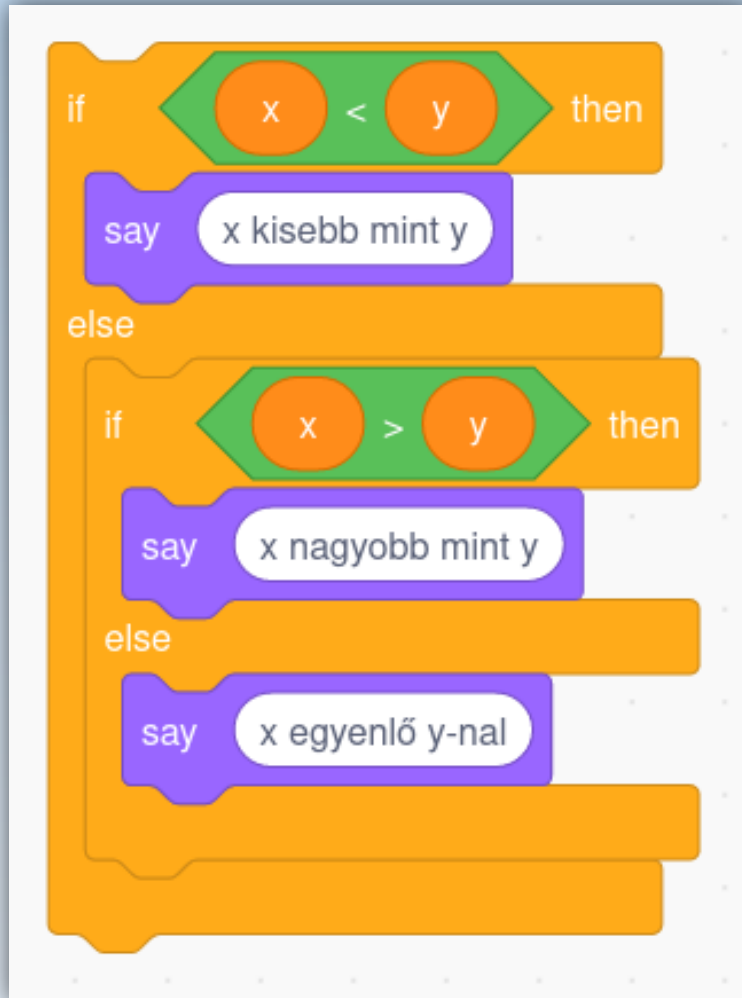 if x < y then
say x kisebb mint y
else
if x > y then
say x nagyobb mint y
else
say x egyenlő y-nal